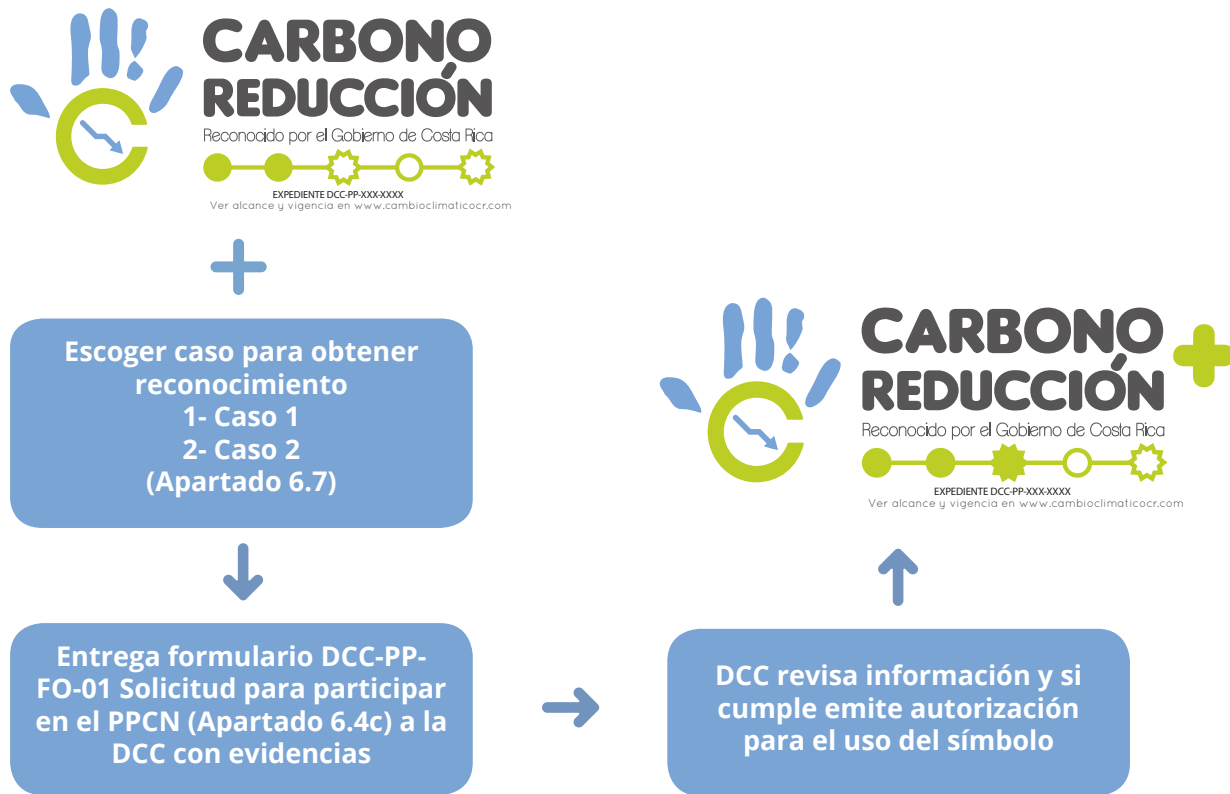 CARBONO
REDUCCIÓN
Reconocido por el Gobierno de Costa Rica
EXPEDIENTE DCC-PP-XXX-XXXX
Ver alcance y vigencia en www.cambioclimaticocr.com
Escoger caso para obtener
reconocimiento
1- Caso 1
2- Caso 2
(Apartado 6.7)
Entrega formulario DCC-PP-
FO-01 Solicitud para participar
en el PPCN (Apartado 6.4c) a la
DCC con evidencias
DCC revisa información y si
cumple emite autorización
para el uso del símbolo
CARBONO
REDUCCIÓN
Reconocido por el Gobierno de Costa Rica
EXPEDIENTE DCC-PP-XXX-XXXX
Ver alcance y vigencia en www.cambioclimaticocr.com